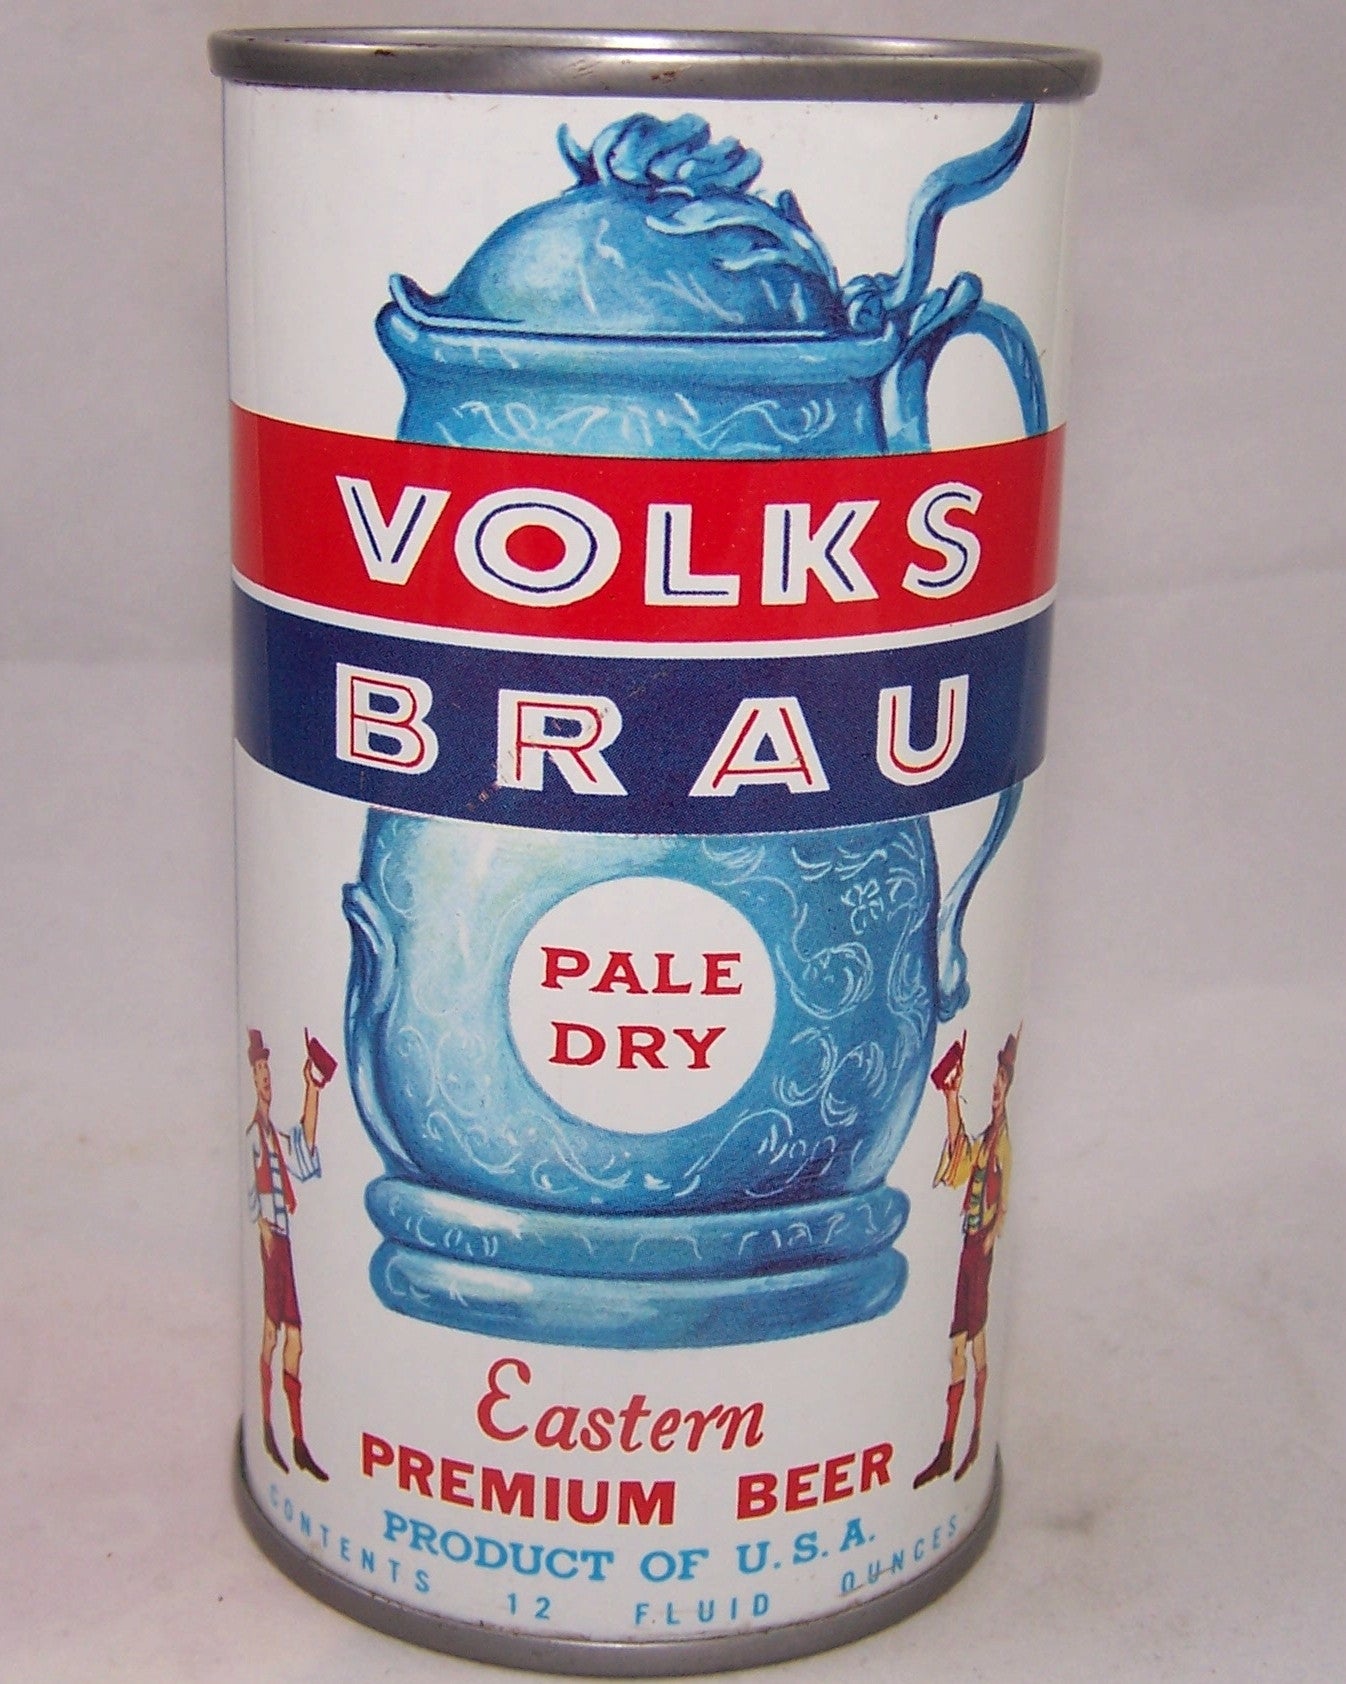 VOLKS
BRAU
PALE
DRY
Eastern
PREMIUM BEER
PRODUCT OF U.S.A.
CONTENTS 12 FLUID OUNCES